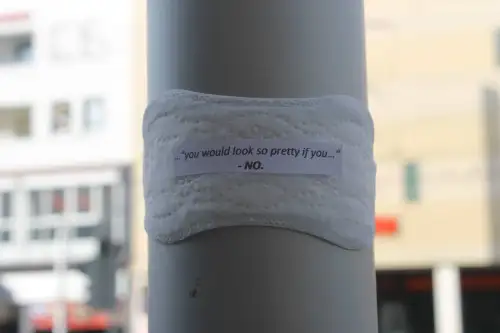 ..."you would look so pretty if you..."
- NO.